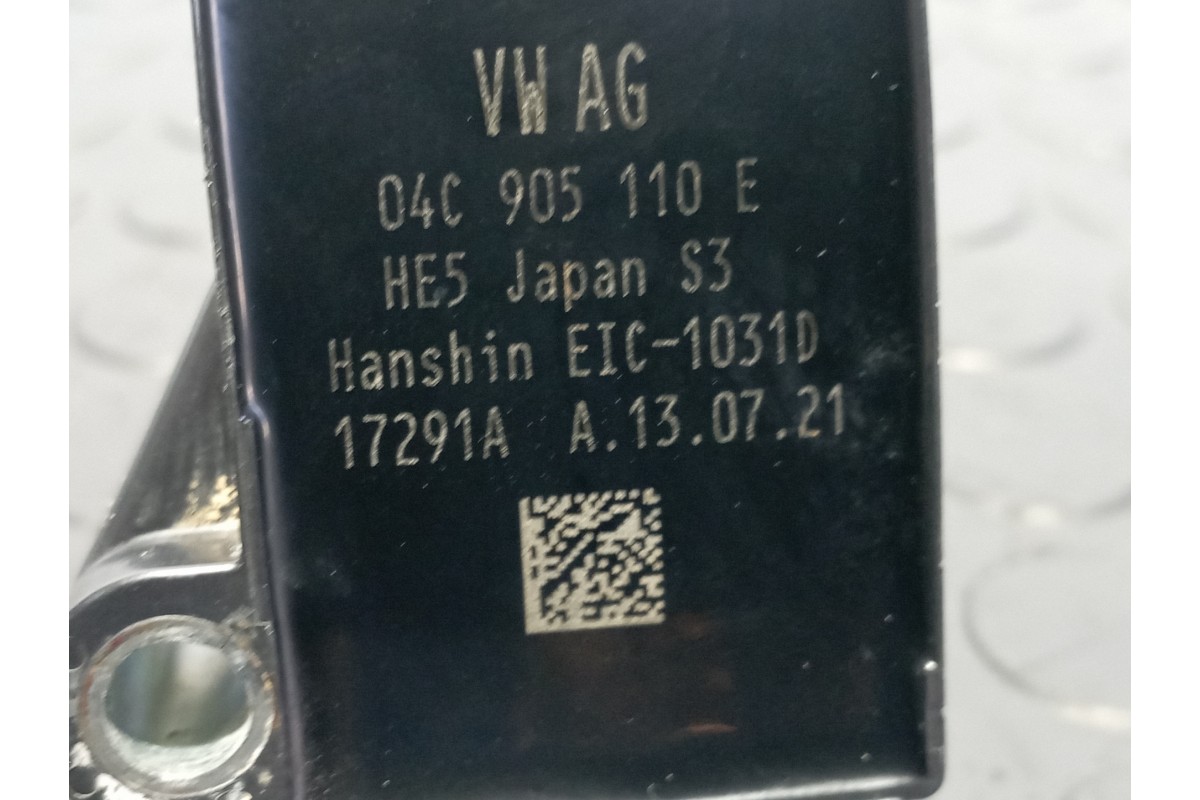 VW AG
04C 905 110 E
HE5 Japan S3
Hanshin EIC-1031D
17291A A.13.07.21